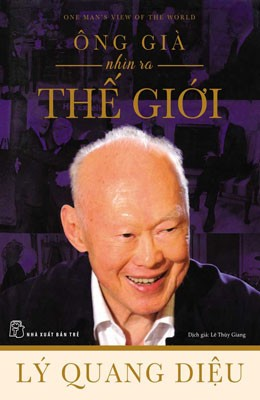 ONE MAN'S VIEW OF THE WORLD
ÔNG GIÀ
nhìn ra
THẾ GIỚI
NHÀ XUẤT BẢN TRẺ
Dịch giả: Lê Thùy Giang
LÝ QUANG DIỆU